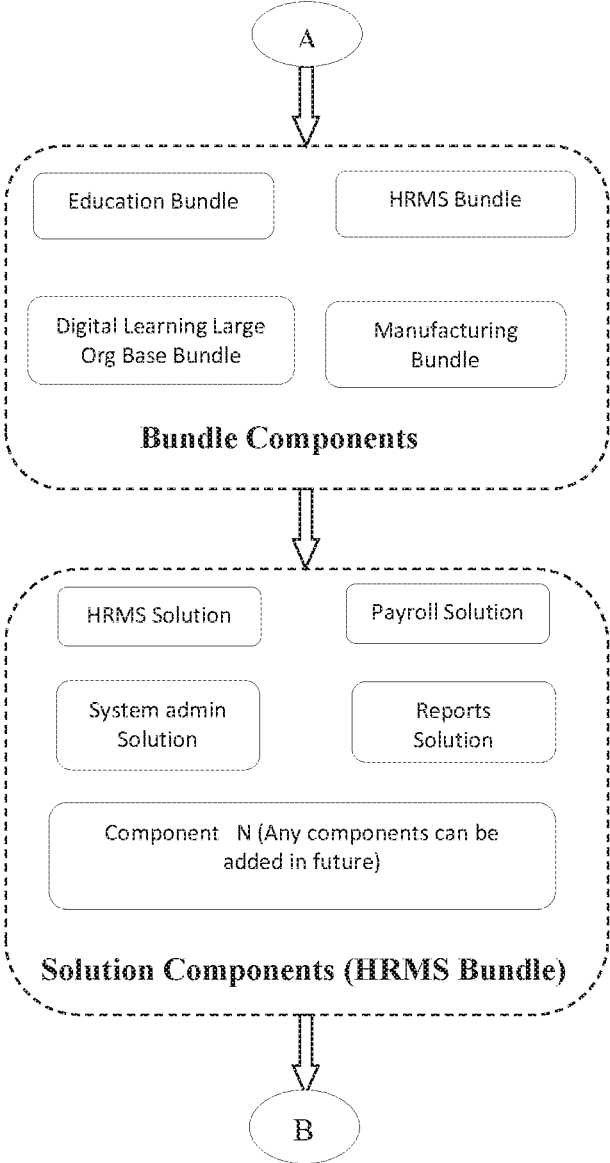 A
Education Bundle
HRMS Bundle
Digital Learning Large
Org Base Bundle
Manufacturing
Bundle
Bundle Components
HRMS Solution
Payroll Solution
System admin
Solution
Reports
Solution
Component N (Any components can be
added in future)
Solution Components (HRMS Bundle)
B